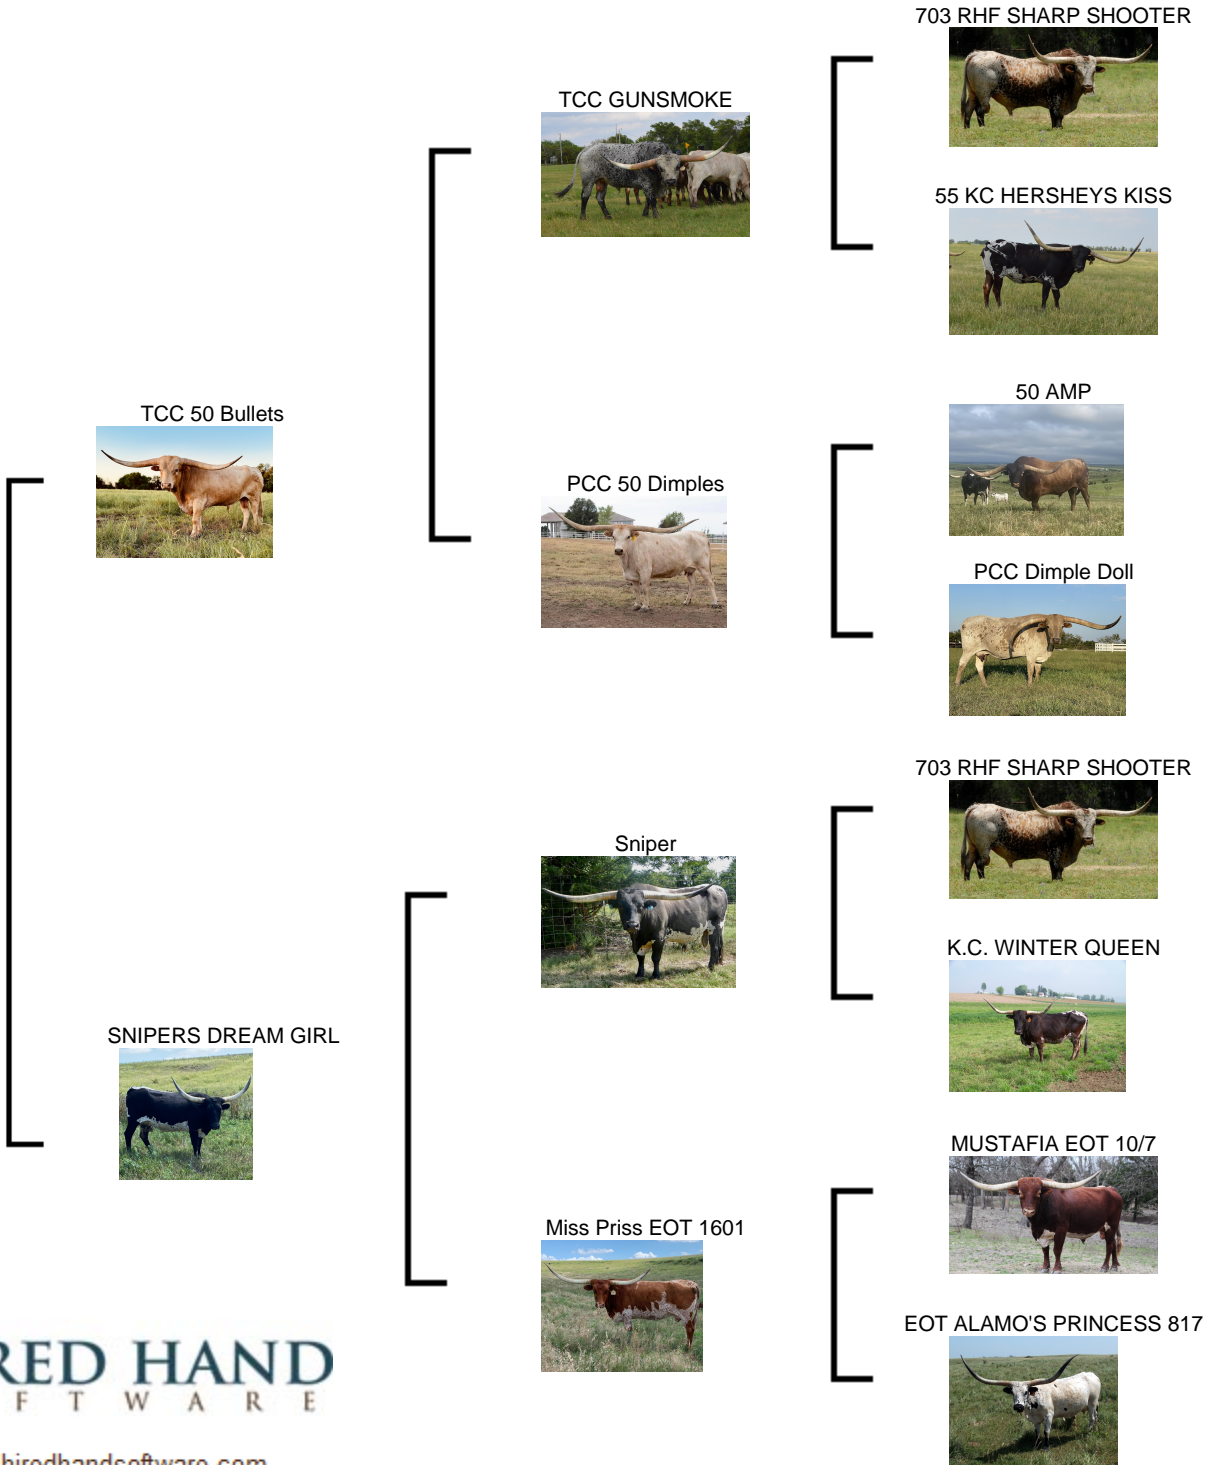 703 RHF SHARP SHOOTER
TCC GUNSMOKE
55 KC HERSHEYS KISS
50 AMP
TCC 50 Bullets
PCC 50 Dimples
PCC Dimple Doll
703 RHF SHARP SHOOTER
Sniper
K.C. WINTER QUEEN
SNIPERS DREAM GIRL
MUSTAFIA EOT 10/7
Miss Priss EOT 1601
EOT ALAMO'S PRINCESS 817
RED HAND
F T W A R E
hiredhandsoftware.com